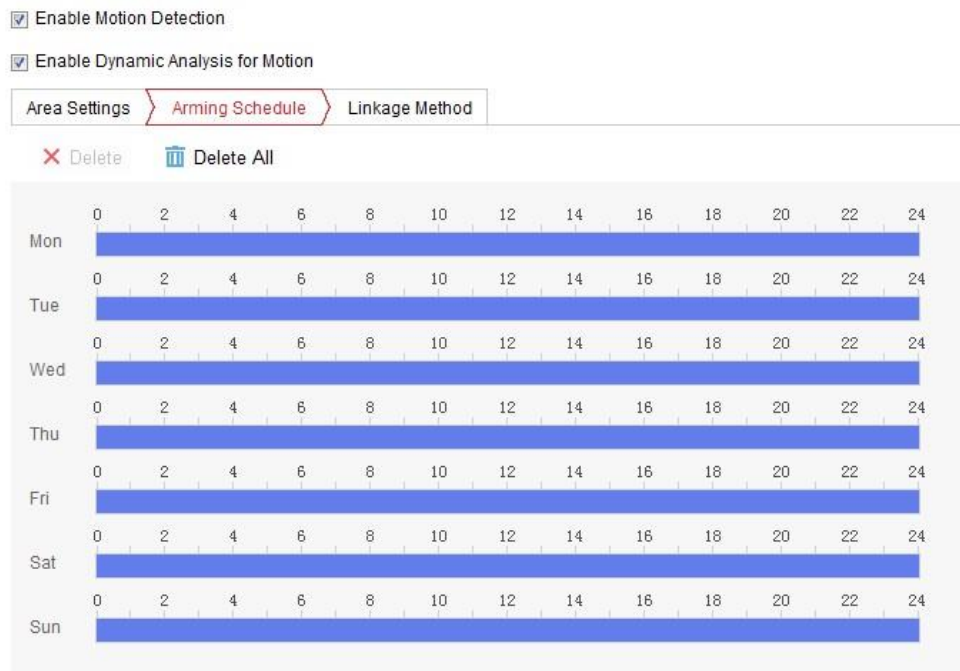 Enable Motion Detection
Enable Dynamic Analysis for Motion
Area Settings Arming Schedule Linkage Method
Delete Delete All
0 2 4 6 8 10 12 14 16 18 20 22 24
Mon
0 2 4 6 8 10 12 14 16 18 20 22 24
Tue
0 2 4 6 8 10 12 14 16 18 20 22 24
Wed
0 2 4 6 8 10 12 14 16 18 20 22 24
Thu
0 2 4 6 8 10 12 14 16 18 20 22 24
Fri
0 2 4 6 8 10 12 14 16 18 20 22 24
Sat
0 2 4 6 8 10 12 14 16 18 20 22 24
Sun